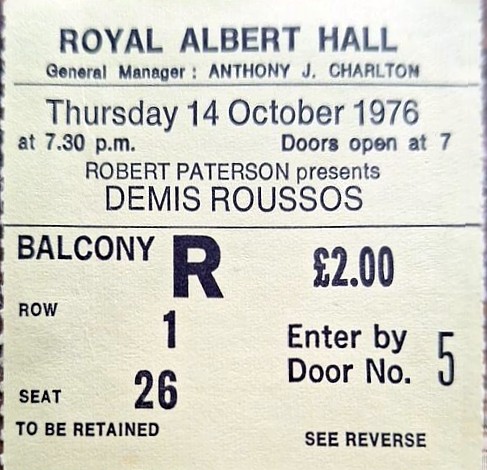 ROYAL ALBERT HALL
General Manager: ANTHONY J. CHARLTON
Thursday 14 October 1976
at 7.30 p.m. Doors open at 7
ROBERT PATERSON presents
DEMIS ROUSSOS
BALCONY R £2.00
ROW 1
Enter by
Door No. 5
SEAT 26
TO BE RETAINED
SEE REVERSE